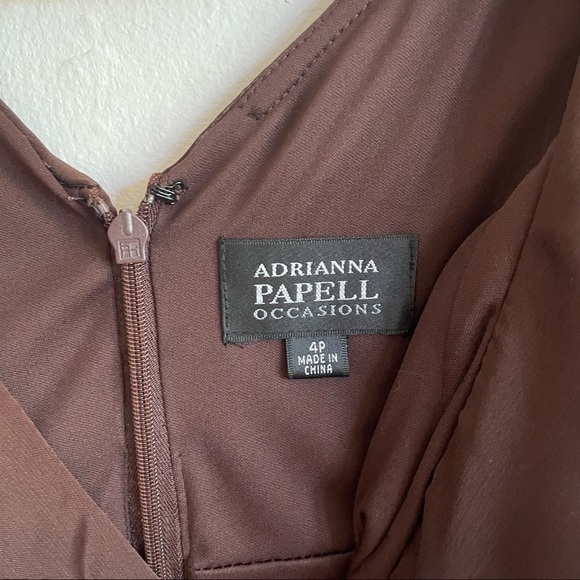 ADRIANNA
PAPELL
OCCASIONS
4P
MADE IN
CHINA